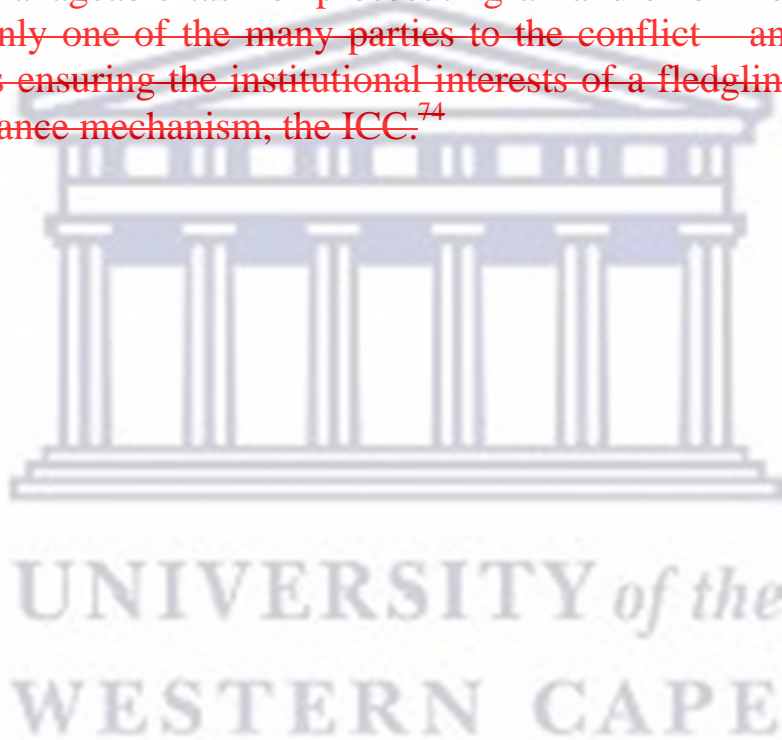 only one of the many parties to the conflict an
ensuring the institutional interests of a fledglin
ance mechanism, the ICC.74
UNIVERSITY of the
WESTERN CAPE